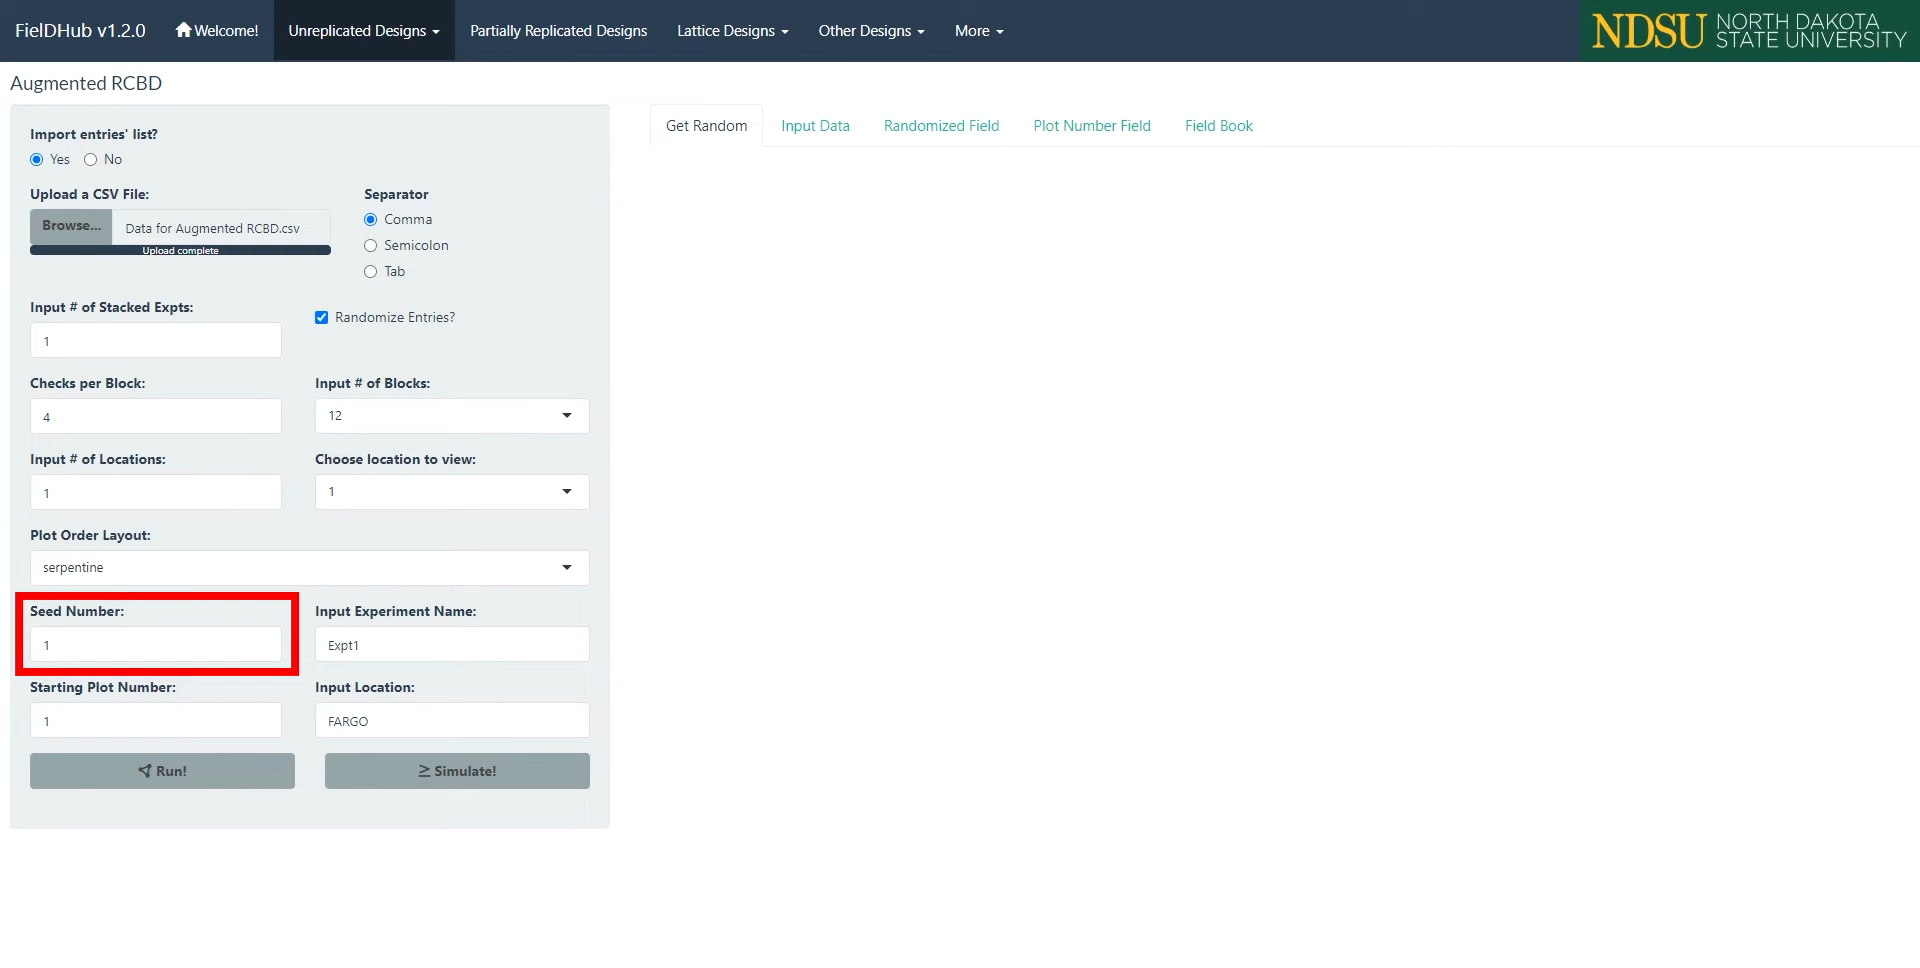 FielDHub v1.2.0 Welcome! Unreplicated Designs Partially Replicated Designs Lattice Designs Other Designs More NDSU NORTH DAKOTA
STATE UNIVERSITY
Augmented RCBD
Get Random Input Data Randomized Field Plot Number Field Field Book
Import entries' list?
Yes No
Upload a CSV File: Separator
Browse... Data for Augmented RCBD.csv Comma
Upload complete Semicolon
Tab
Input # of Stacked Expts: Randomize Entries?
1
Checks per Block: Input # of Blocks:
4 12
Input # of Locations: Choose location to view:
1 1
Plot Order Layout:
serpentine
Seed Number: Input Experiment Name:
1 Expt1
Starting Plot Number: Input Location:
1 FARGO
Run! Simulate!